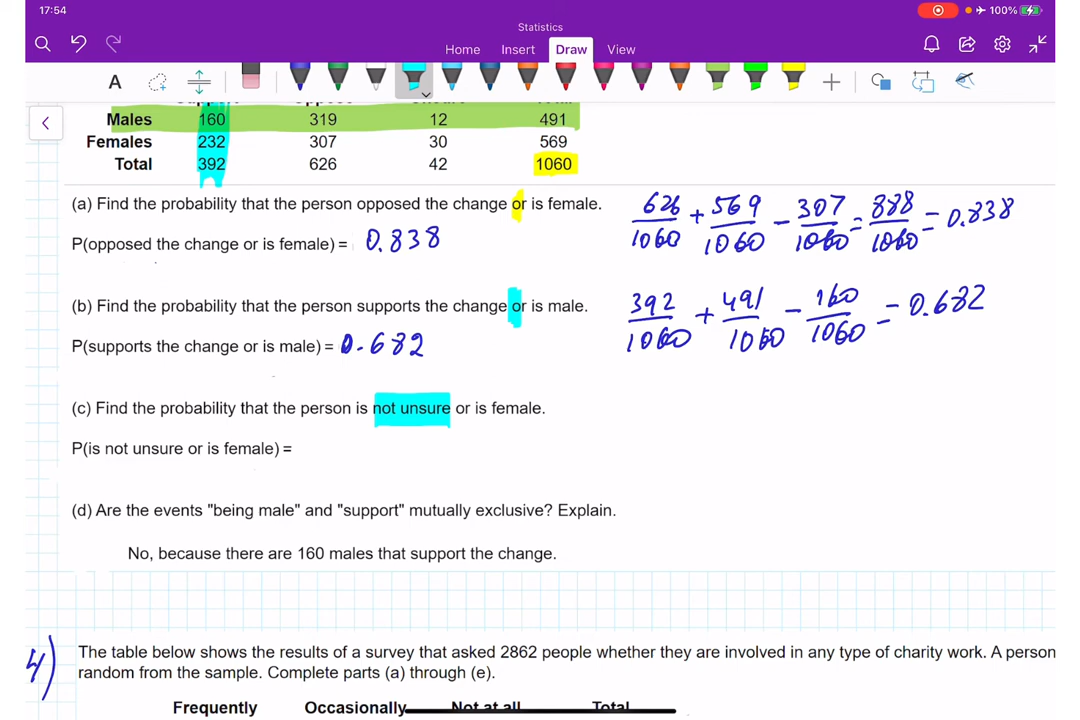 17:54
Statistics
100%
Home Insert Draw View
A
Males 160 319 12 491
Females 232 307 30 569
Total 392 626 42 1060
(a) Find the probability that the person opposed the change or is female.
P(opposed the change or is female) = 0.838
626/1060 + 569/1060 - 307/1060 = 888/1060 = 0.838
(b) Find the probability that the person supports the change or is male.
P(supports the change or is male) = 0.682
392/1060 + 491/1060 - 160/1060 = 0.682
(c) Find the probability that the person is not unsure or is female.
P(is not unsure or is female) =
(d) Are the events "being male" and "support" mutually exclusive? Explain.
No, because there are 160 males that support the change.
4)
The table below shows the results of a survey that asked 2862 people whether they are involved in any type of charity work. A person
random from the sample. Complete parts (a) through (e).
Frequently Occasionally Not at all Total